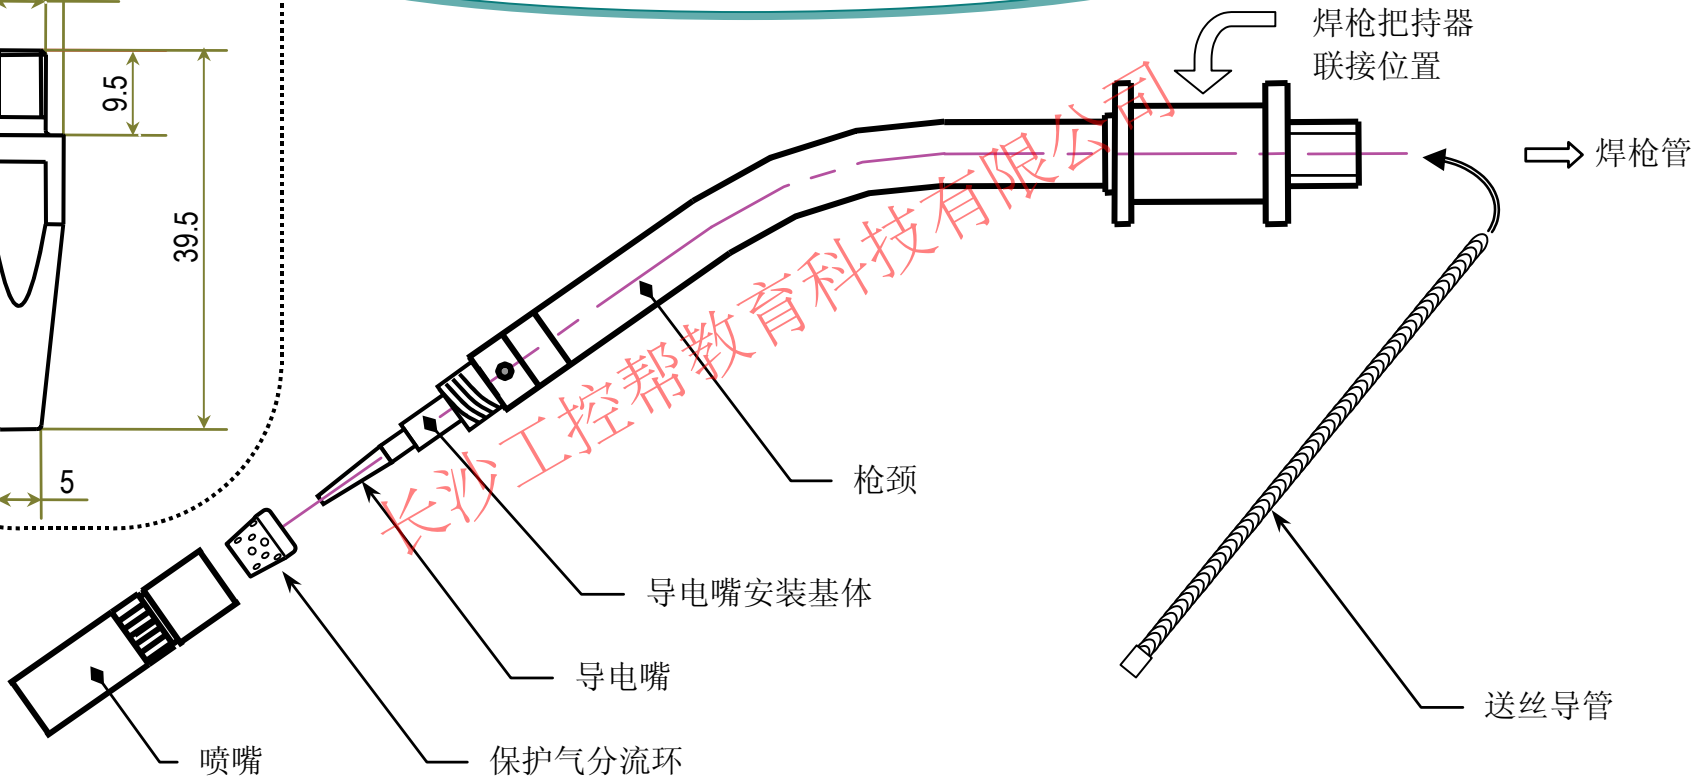 焊枪把持器
联接位置
焊枪管
9.5
39.5
5
长沙工控帮教育科技有限公司
枪颈
导电嘴安装基体
导电嘴
送丝导管
喷嘴
保护气分流环